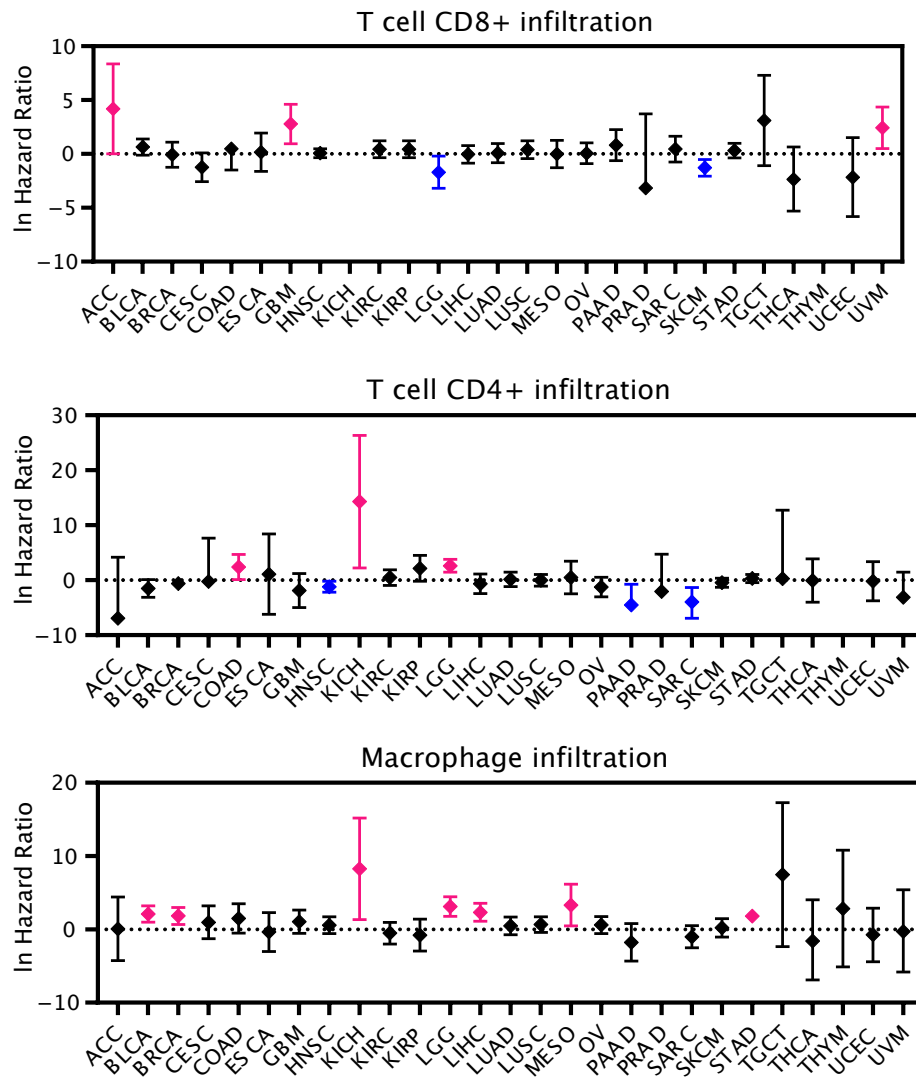 T cell CD8+ infiltration
10
5
0
−5
−10
ln Hazard Ratio
ACC BLCA BRCA CESC COAD ESCA GBM HNSC KICH KIRC KIRP LGG LIHC LUAD LUSC MESO OV PAAD PRAD SARC SKCM STAD TGCT THCA THYM UCEC UVM
T cell CD4+ infiltration
30
20
10
0
−10
ln Hazard Ratio
ACC BLCA BRCA CESC COAD ESCA GBM HNSC KICH KIRC KIRP LGG LIHC LUAD LUSC MESO OV PAAD PRAD SARC SKCM STAD TGCT THCA THYM UCEC UVM
Macrophage infiltration
20
10
0
−10
ln Hazard Ratio
ACC BLCA BRCA CESC COAD ESCA GBM HNSC KICH KIRC KIRP LGG LIHC LUAD LUSC MESO OV PAAD PRAD SARC SKCM STAD TGCT THCA THYM UCEC UVM